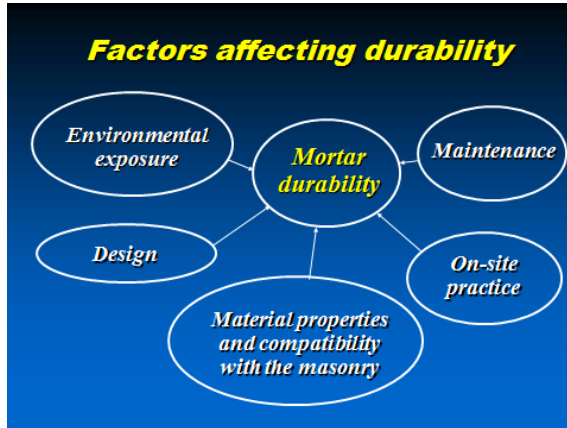 Factors affecting durability
Environmental
exposure
Mortar
durability
Maintenance
Design
On-site
practice
Material properties
and compatibility
with the masonry